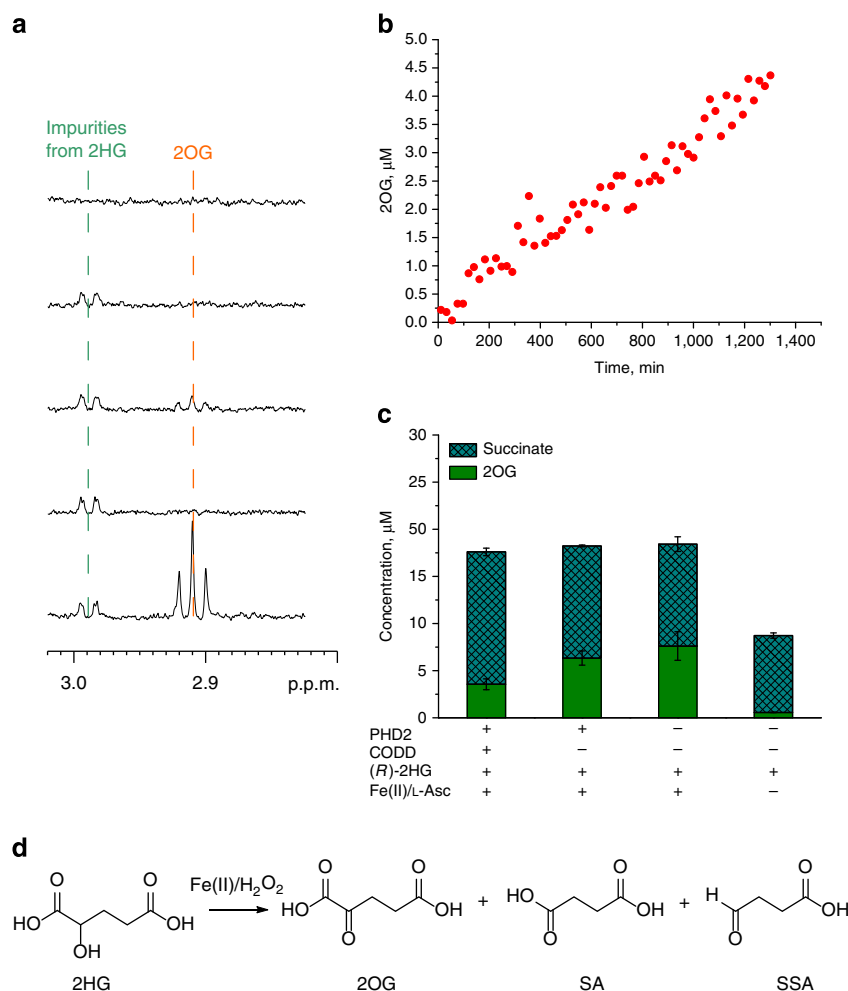 a
Impurities
from 2HG
2OG
3.0
2.9
p.p.m.
b
5.0
4.5
4.0
3.5
3.0
2.5
2.0
1.5
1.0
0.5
0.0
2OG, µM
200
400
600
800
1,000
1,200
1,400
Time, min
c
Succinate
2OG
30
25
50
15
10
5
0
Concentration, µM
PHD2 + + – –
CODD + – – –
(R)-2HG + + + +
Fe(II)/L-Asc + + + –
d
O O
HO OH
OH
2HG
Fe(II)/H2O2
O O
HO OH
O
2OG
+
HO O
O OH
SA
+
H O
O OH
SSA